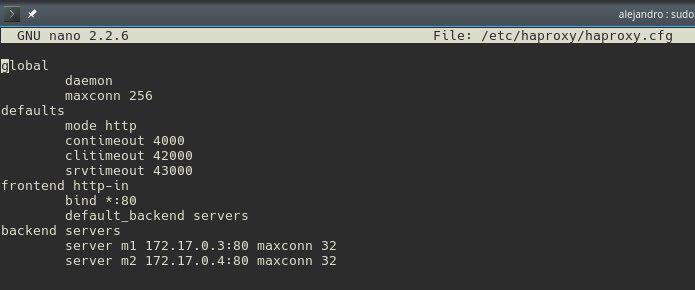 alejandro : sudo
GNU nano 2.2.6 File: /etc/haproxy/haproxy.cfg
global
daemon
maxconn 256
defaults
mode http
contimeout 4000
clitimeout 42000
srvtimeout 43000
frontend http-in
bind *:80
default_backend servers
backend servers
server m1 172.17.0.3:80 maxconn 32
server m2 172.17.0.4:80 maxconn 32